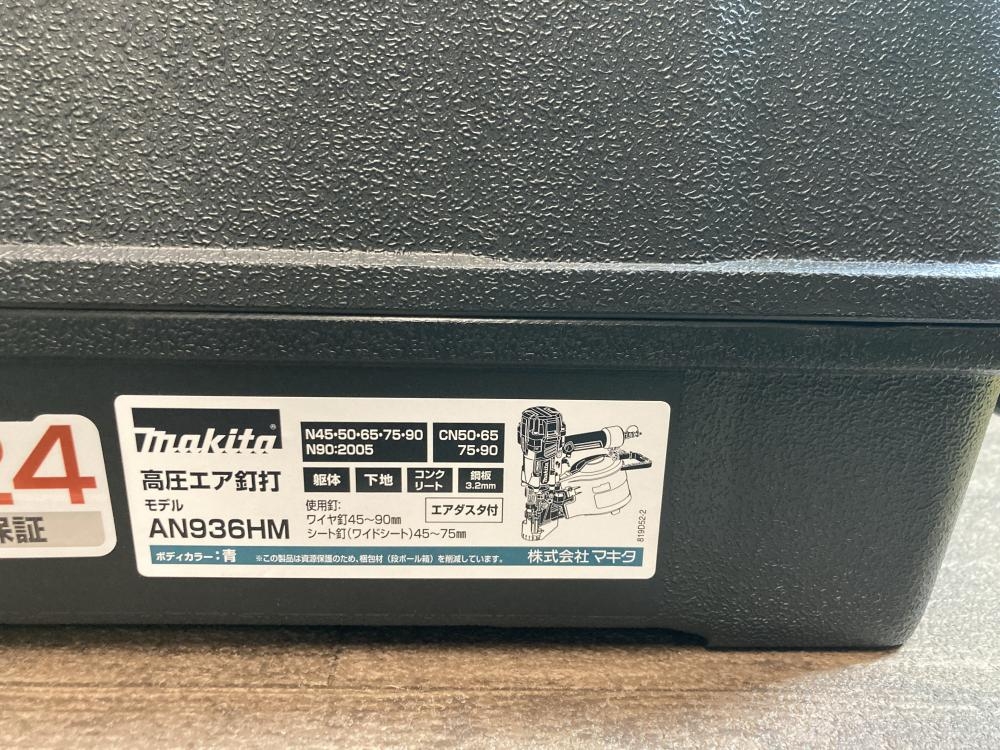 24
保証
makita®
高圧エア釘打
モデル
AN936HM
N45・50・65・75・90
N90:2005
CN50・65
75・90
躯体
下地
コンク
リート
鋼板
3.2mm
使用釘:
ワイヤ釘45～90mm
シート釘(ワイドシート)45～75mm
エアダスタ付
819D52-2
ボディカラー:青
※この製品は資源保護のため、梱包材(段ボール箱)を削減しています。
株式会社マキタ